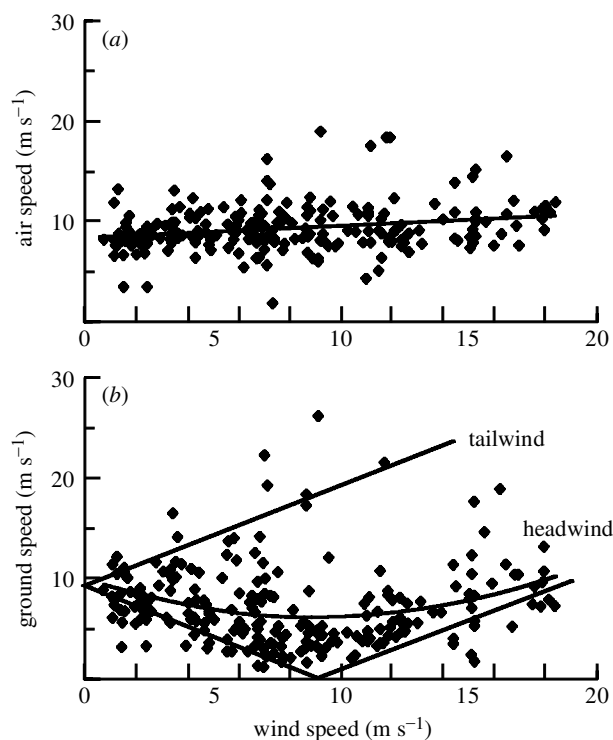 30
(a)
20
10
air speed (m s⁻¹)
0 5 10 15 20
30
(b)
tailwind
20
headwind
10
ground speed (m s⁻¹)
0 5 10 15 20
wind speed (m s⁻¹)